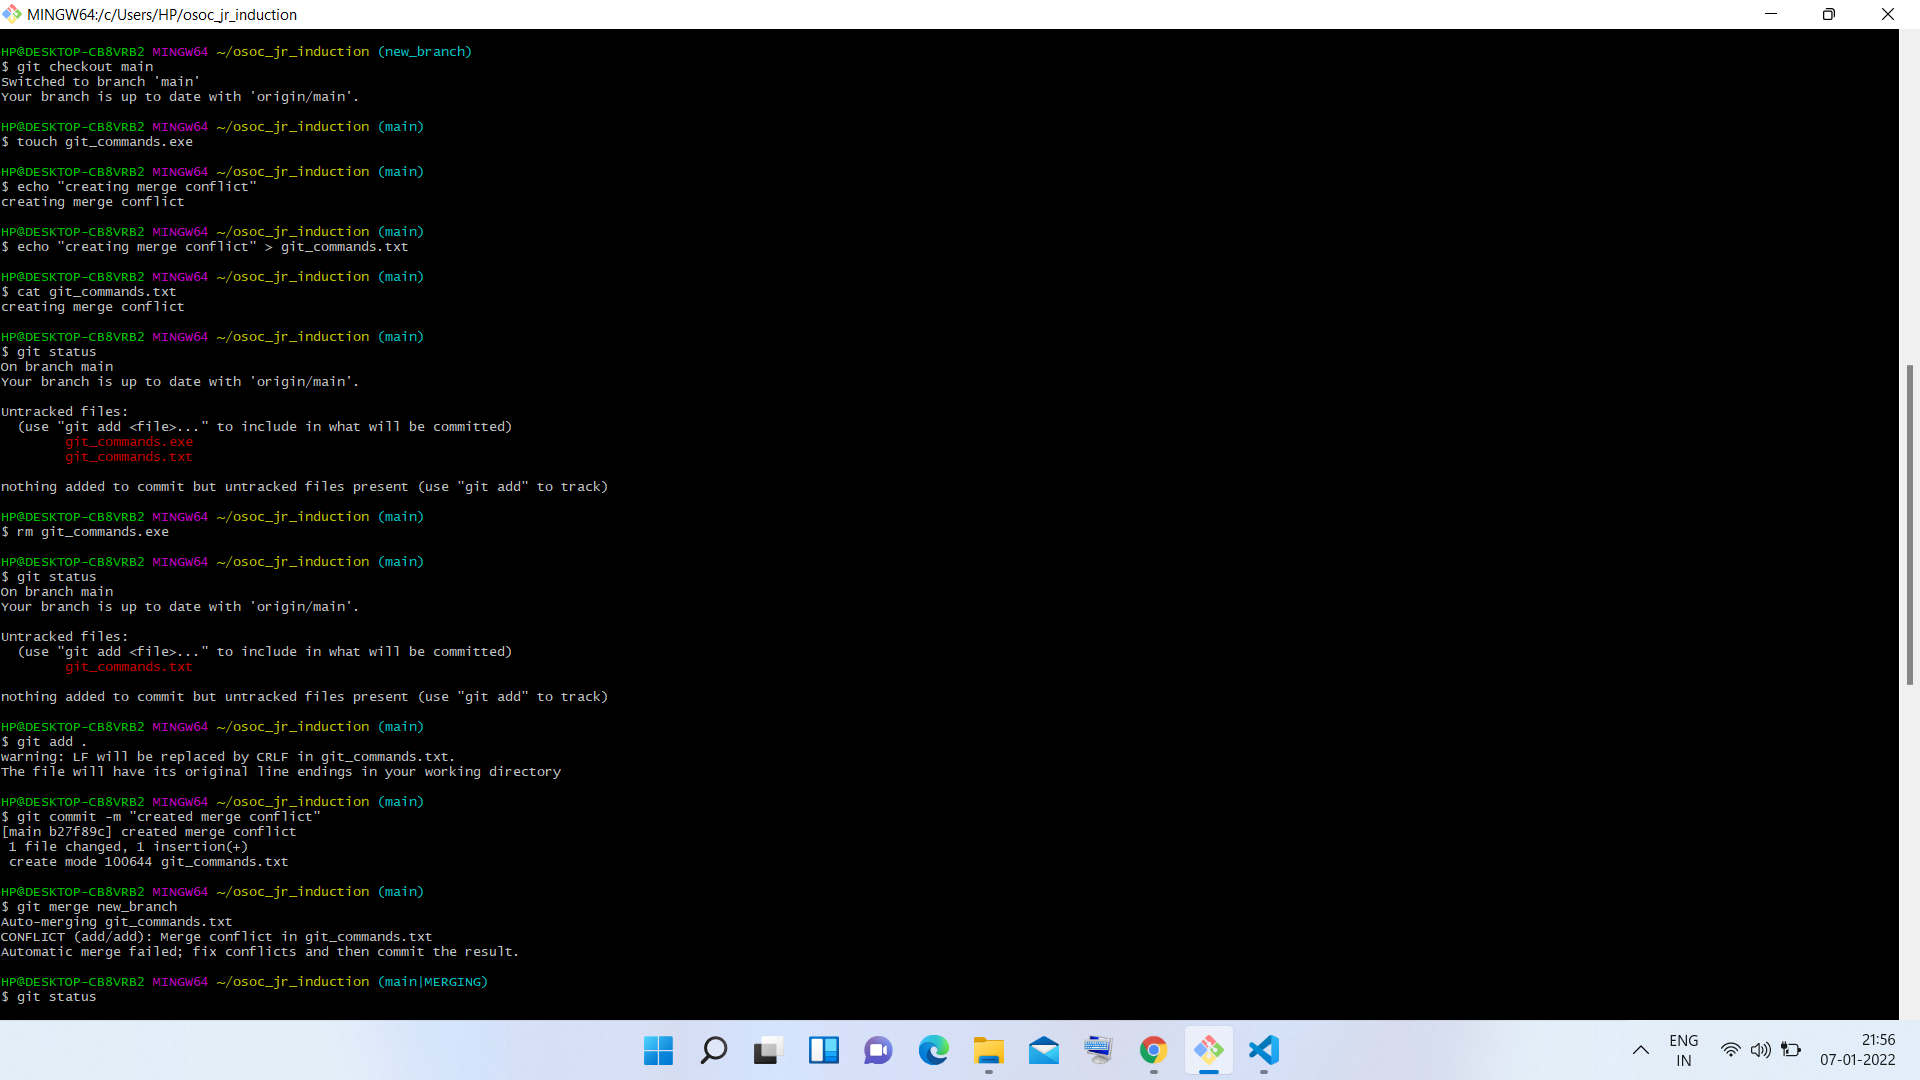 MINGW64:/c/Users/HP/osoc_jr_induction
HP@DESKTOP-CB8VRB2 MINGW64 ~/osoc_jr_induction (new_branch)
$ git checkout main
Switched to branch 'main'
Your branch is up to date with 'origin/main'.
HP@DESKTOP-CB8VRB2 MINGW64 ~/osoc_jr_induction (main)
$ touch git_commands.exe
HP@DESKTOP-CB8VRB2 MINGW64 ~/osoc_jr_induction (main)
$ echo "creating merge conflict"
creating merge conflict
HP@DESKTOP-CB8VRB2 MINGW64 ~/osoc_jr_induction (main)
$ echo "creating merge conflict" > git_commands.txt
HP@DESKTOP-CB8VRB2 MINGW64 ~/osoc_jr_induction (main)
$ cat git_commands.txt
creating merge conflict
HP@DESKTOP-CB8VRB2 MINGW64 ~/osoc_jr_induction (main)
$ git status
On branch main
Your branch is up to date with 'origin/main'.
Untracked files:
  (use "git add <file>..." to include in what will be committed)
        git_commands.exe
        git_commands.txt
nothing added to commit but untracked files present (use "git add" to track)
HP@DESKTOP-CB8VRB2 MINGW64 ~/osoc_jr_induction (main)
$ rm git_commands.exe
HP@DESKTOP-CB8VRB2 MINGW64 ~/osoc_jr_induction (main)
$ git status
On branch main
Your branch is up to date with 'origin/main'.
Untracked files:
  (use "git add <file>..." to include in what will be committed)
        git_commands.txt
nothing added to commit but untracked files present (use "git add" to track)
HP@DESKTOP-CB8VRB2 MINGW64 ~/osoc_jr_induction (main)
$ git add .
warning: LF will be replaced by CRLF in git_commands.txt.
The file will have its original line endings in your working directory
HP@DESKTOP-CB8VRB2 MINGW64 ~/osoc_jr_induction (main)
$ git commit -m "created merge conflict"
[main b27f89c] created merge conflict
 1 file changed, 1 insertion(+)
 create mode 100644 git_commands.txt
HP@DESKTOP-CB8VRB2 MINGW64 ~/osoc_jr_induction (main)
$ git merge new_branch
Auto-merging git_commands.txt
CONFLICT (add/add): Merge conflict in git_commands.txt
Automatic merge failed; fix conflicts and then commit the result.
HP@DESKTOP-CB8VRB2 MINGW64 ~/osoc_jr_induction (main|MERGING)
$ git status
ENG
IN
21:56
07-01-2022